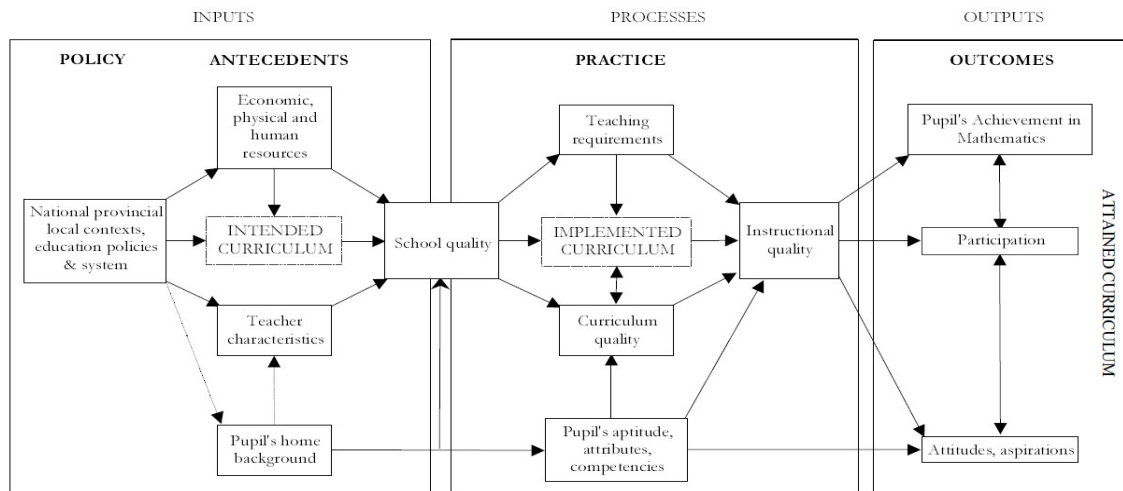 INPUTS
PROCESSES
OUTPUTS
POLICY
ANTECEDENTS
PRACTICE
OUTCOMES
Economic,
physical and
human
resources
Teaching
requirements
Pupil's Achievement in
Mathematics
National provincial
local contexts,
education policies
& system
INTENDED
CURRICULUM
School quality
IMPLEMENTED
CURRICULUM
Instructional
quality
Participation
ATTAINED CURRICULUM
Teacher
characteristics
Curriculum
quality
Pupil's home
background
Pupil's aptitude,
attributes,
competencies
Attitudes, aspirations